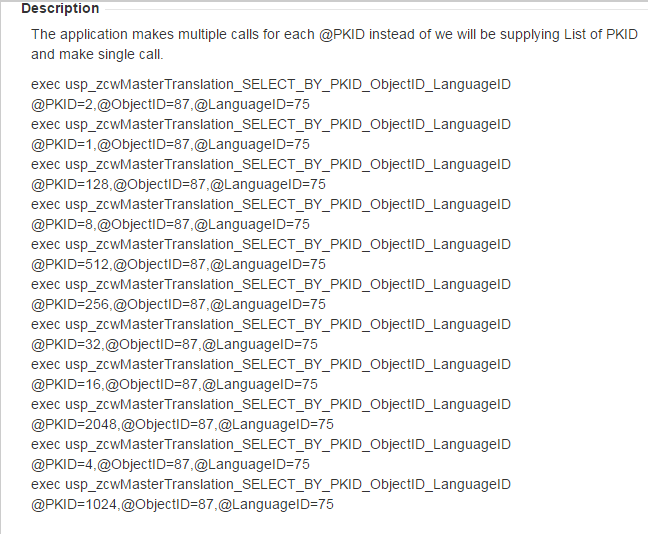 Description
The application makes multiple calls for each @PKID instead of we will be supplying List of PKID
and make single call.
exec usp_zcwMasterTranslation_SELECT_BY_PKID_ObjectID_LanguageID
@PKID=2,@ObjectID=87,@LanguageID=75
exec usp_zcwMasterTranslation_SELECT_BY_PKID_ObjectID_LanguageID
@PKID=1,@ObjectID=87,@LanguageID=75
exec usp_zcwMasterTranslation_SELECT_BY_PKID_ObjectID_LanguageID
@PKID=128,@ObjectID=87,@LanguageID=75
exec usp_zcwMasterTranslation_SELECT_BY_PKID_ObjectID_LanguageID
@PKID=8,@ObjectID=87,@LanguageID=75
exec usp_zcwMasterTranslation_SELECT_BY_PKID_ObjectID_LanguageID
@PKID=512,@ObjectID=87,@LanguageID=75
exec usp_zcwMasterTranslation_SELECT_BY_PKID_ObjectID_LanguageID
@PKID=256,@ObjectID=87,@LanguageID=75
exec usp_zcwMasterTranslation_SELECT_BY_PKID_ObjectID_LanguageID
@PKID=32,@ObjectID=87,@LanguageID=75
exec usp_zcwMasterTranslation_SELECT_BY_PKID_ObjectID_LanguageID
@PKID=16,@ObjectID=87,@LanguageID=75
exec usp_zcwMasterTranslation_SELECT_BY_PKID_ObjectID_LanguageID
@PKID=2048,@ObjectID=87,@LanguageID=75
exec usp_zcwMasterTranslation_SELECT_BY_PKID_ObjectID_LanguageID
@PKID=4,@ObjectID=87,@LanguageID=75
exec usp_zcwMasterTranslation_SELECT_BY_PKID_ObjectID_LanguageID
@PKID=1024,@ObjectID=87,@LanguageID=75